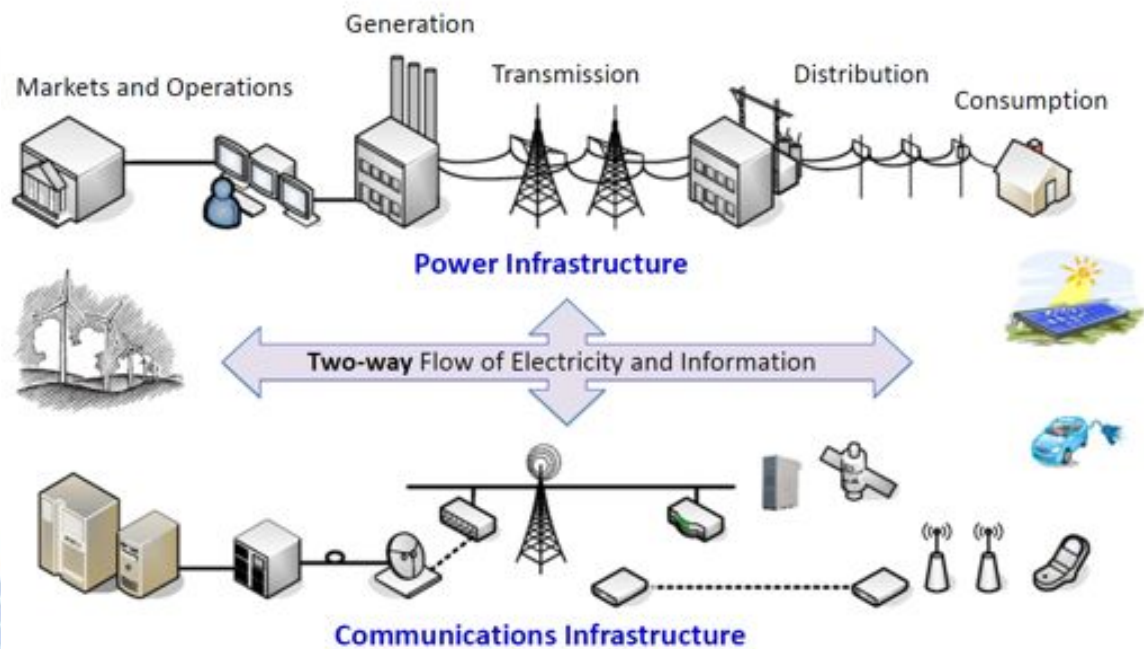 Generation
Markets and Operations
Transmission
Distribution
Consumption
Power Infrastructure
Two-way Flow of Electricity and Information
Communications Infrastructure